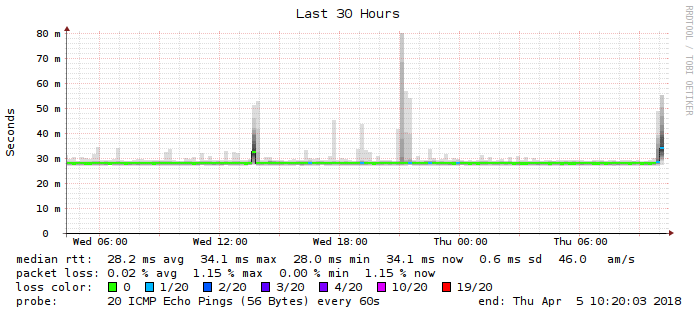 Last 30 Hours
RRDTOOL / TOBI OETIKER
Seconds
80 m
70 m
60 m
50 m
40 m
30 m
20 m
10 m
0
Wed 06:00 Wed 12:00 Wed 18:00 Thu 00:00 Thu 06:00
median rtt: 28.2 ms avg 34.1 ms max 28.0 ms min 34.1 ms now 0.6 ms sd 46.0 am/s
packet loss: 0.02 % avg 1.15 % max 0.00 % min 1.15 % now
loss color: 0 1/20 2/20 3/20 4/20 10/20 19/20
probe: 20 ICMP Echo Pings (56 Bytes) every 60s end: Thu Apr 5 10:20:03 2018